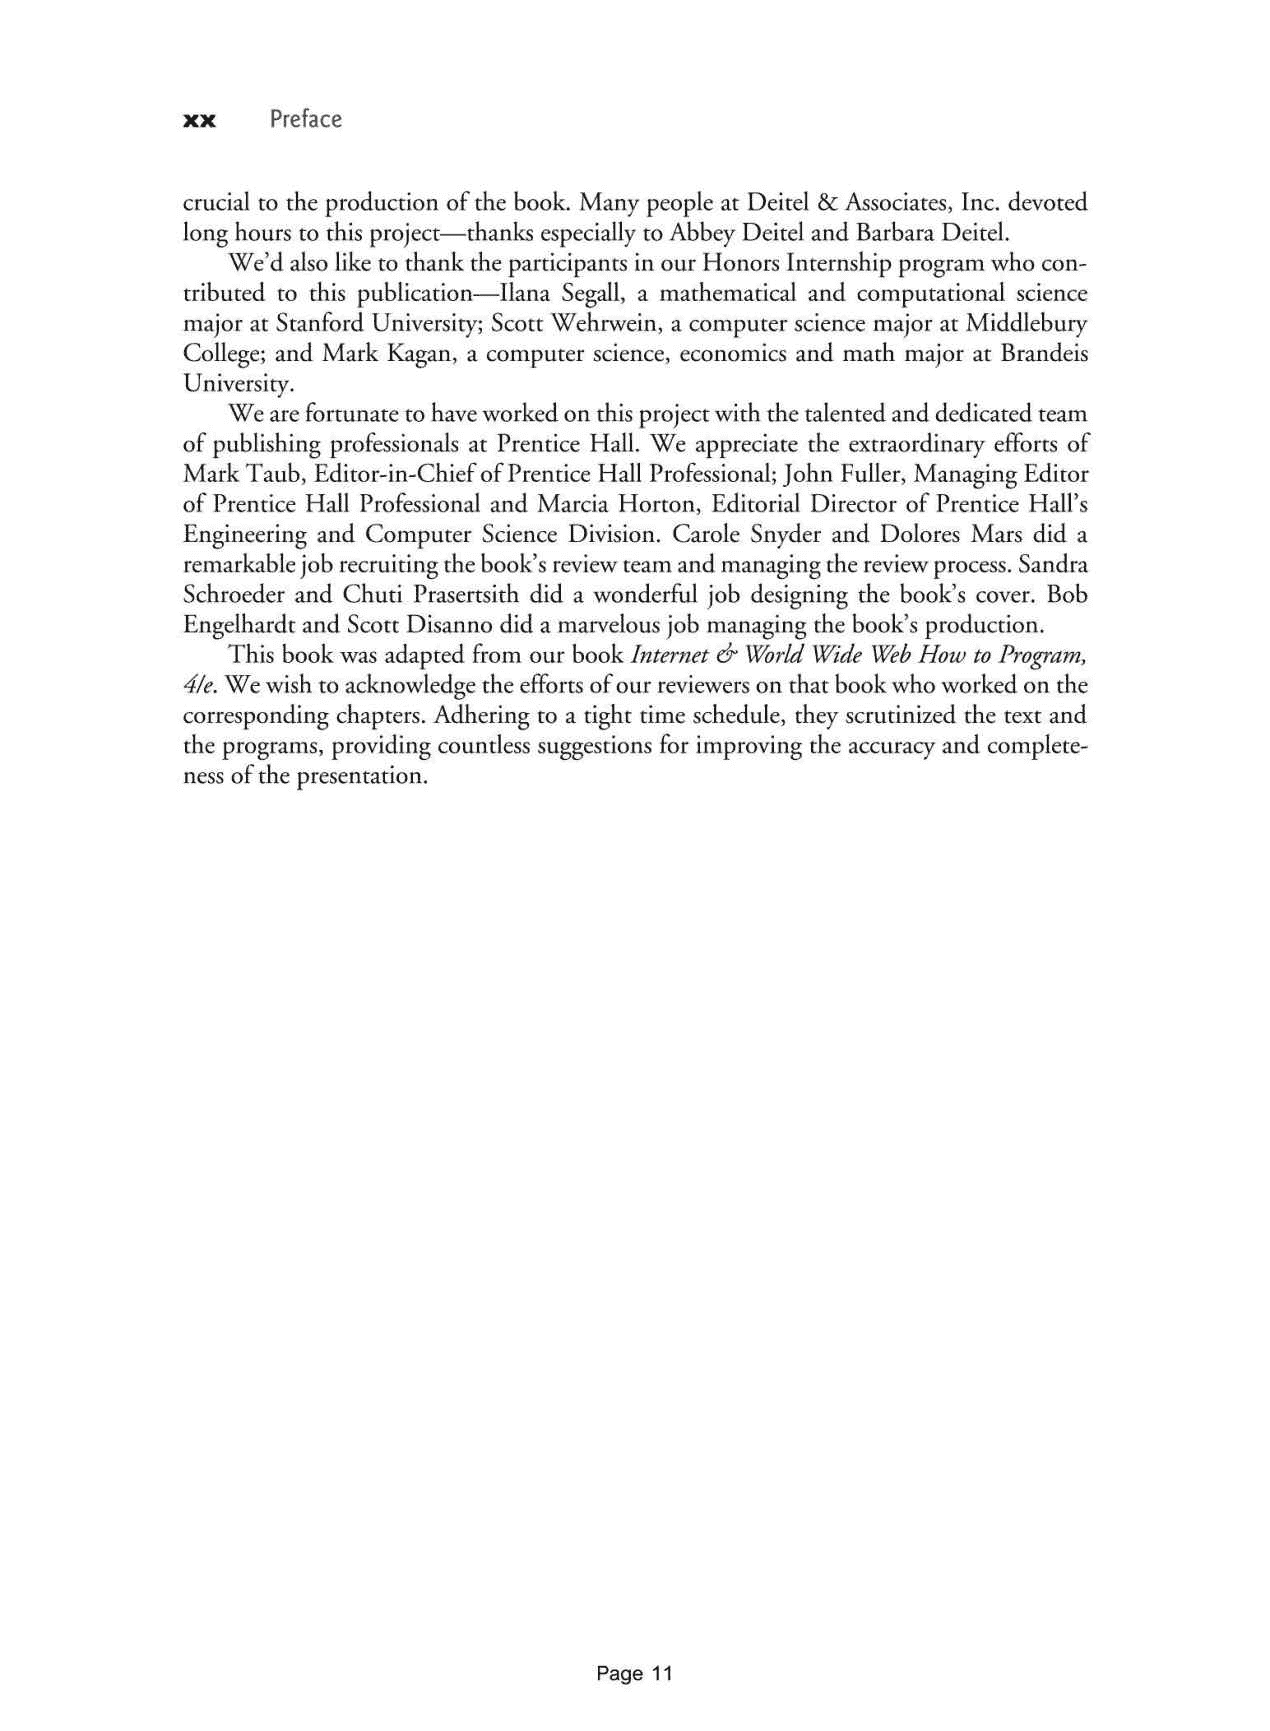 xx Preface
crucial to the production of the book. Many people at Deitel & Associates, Inc. devoted
long hours to this project—thanks especially to Abbey Deitel and Barbara Deitel.
We'd also like to thank the participants in our Honors Internship program who con-
tributed to this publication—Ilana Segall, a mathematical and computational science
major at Stanford University; Scott Wehrwein, a computer science major at Middlebury
College; and Mark Kagan, a computer science, economics and math major at Brandeis
University.
We are fortunate to have worked on this project with the talented and dedicated team
of publishing professionals at Prentice Hall. We appreciate the extraordinary efforts of
Mark Taub, Editor-in-Chief of Prentice Hall Professional; John Fuller, Managing Editor
of Prentice Hall Professional and Marcia Horton, Editorial Director of Prentice Hall's
Engineering and Computer Science Division. Carole Snyder and Dolores Mars did a
remarkable job recruiting the book's review team and managing the review process. Sandra
Schroeder and Chuti Prasertsith did a wonderful job designing the book's cover. Bob
Engelhardt and Scott Disanno did a marvelous job managing the book's production.
This book was adapted from our book Internet & World Wide Web How to Program,
4/e. We wish to acknowledge the efforts of our reviewers on that book who worked on the
corresponding chapters. Adhering to a tight time schedule, they scrutinized the text and
the programs, providing countless suggestions for improving the accuracy and complete-
ness of the presentation.
Page 11